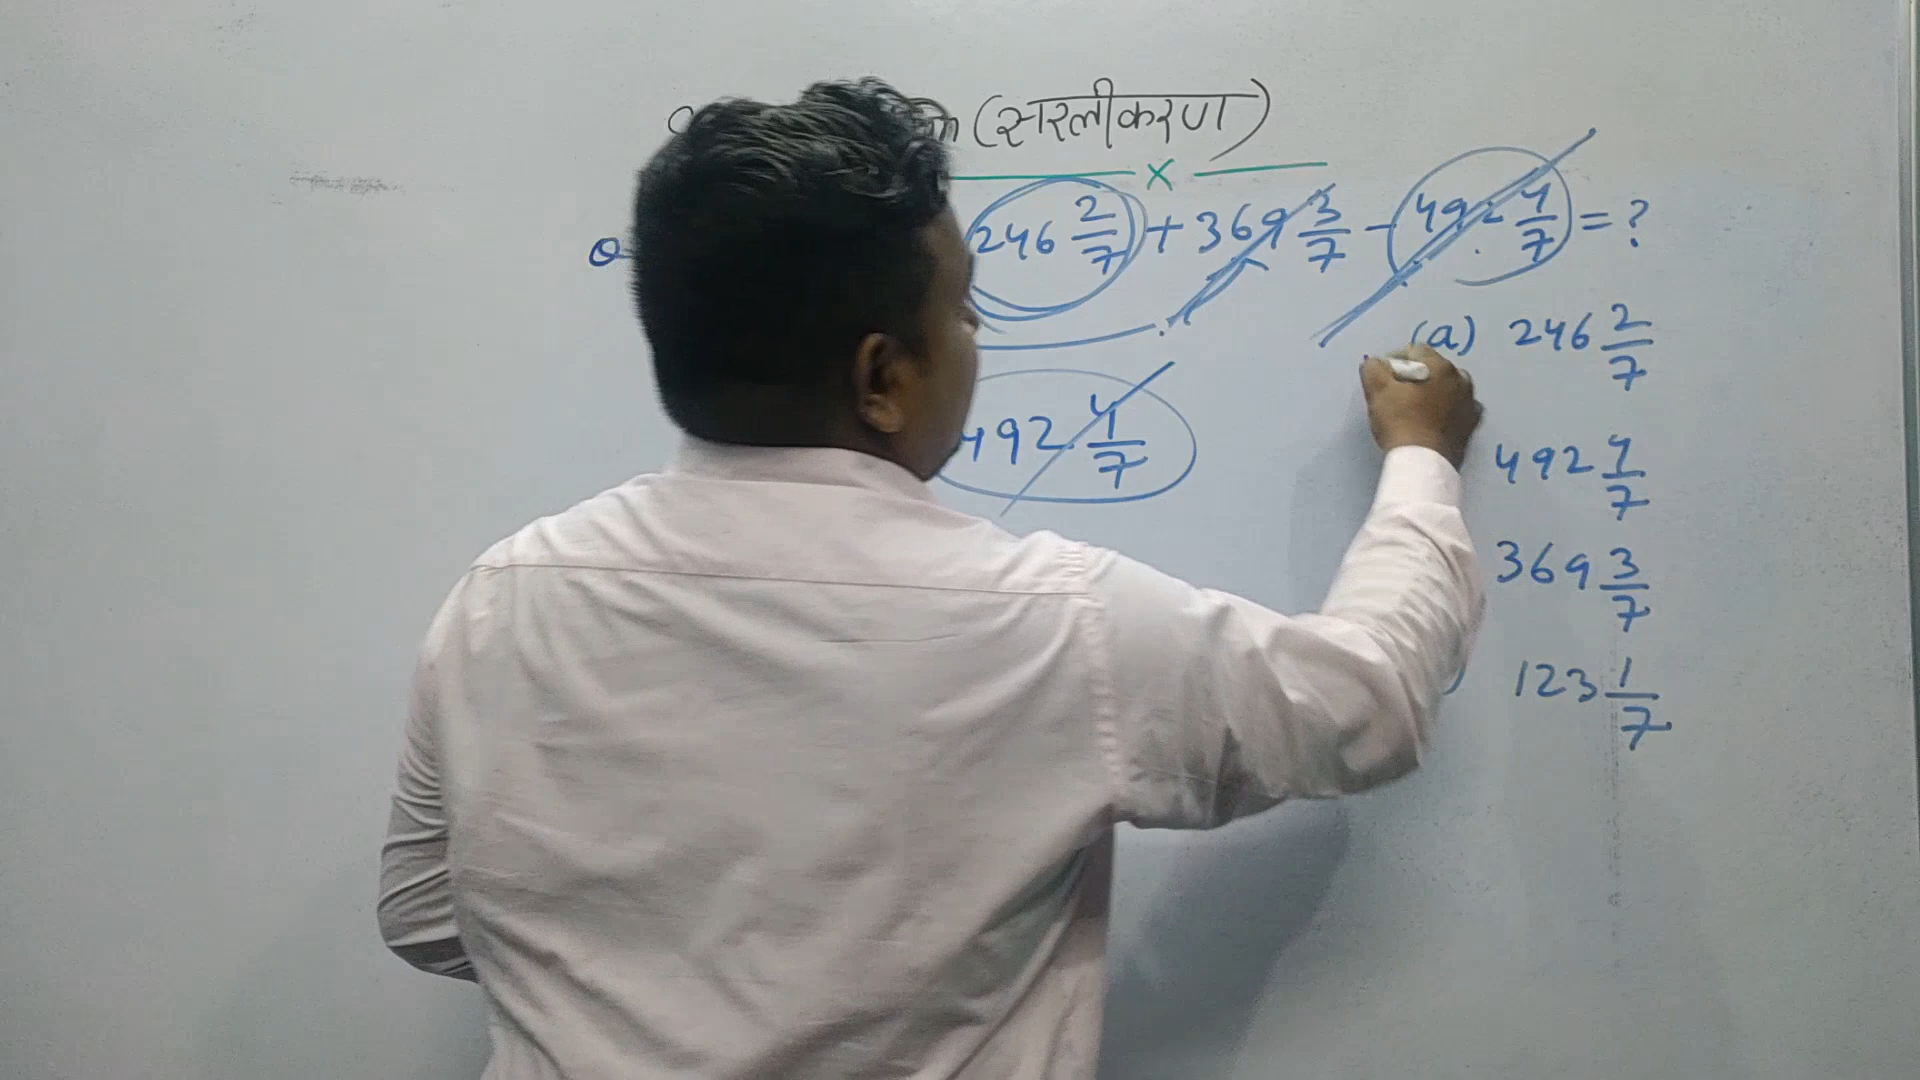 (सरलीकरण)
x
Q 246 2/7 + 369 3/7 - 492 4/7 = ?
(a) 246 2/7
492 4/7
492 4/7
369 3/7
123 1/7